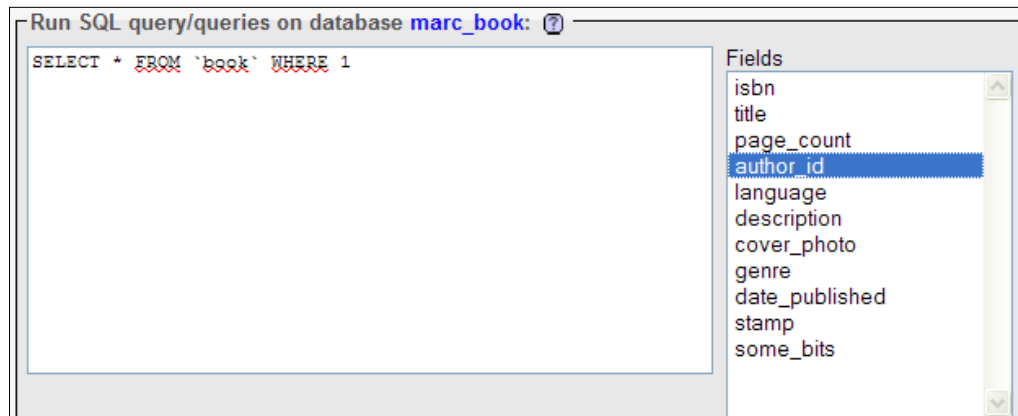 Run SQL query/queries on database marc_book: ?
SELECT * FROM `book` WHERE 1
Fields
isbn
title
page_count
author_id
language
description
cover_photo
genre
date_published
stamp
some_bits